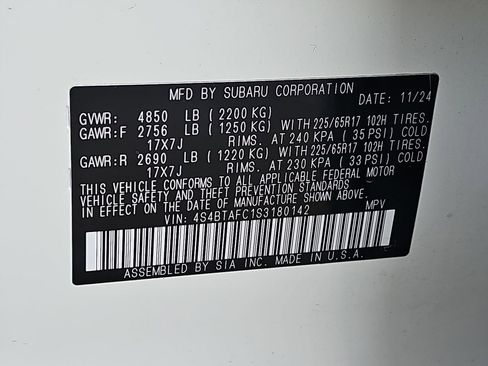 MFD BY SUBARU CORPORATION
DATE: 11/24
GVWR: 4850 LB (2200 KG)
GAWR:F 2756 LB (1250 KG) WITH 225/65R17 102H TIRES.
17X7J RIMS. AT 240 KPA (35 PSI) COLD
GAWR:R 2690 LB (1220 KG) WITH 225/65R17 102H TIRES.
17X7J RIMS. AT 230 KPA (33 PSI) COLD
THIS VEHICLE CONFORMS TO ALL APPLICABLE FEDERAL MOTOR
VEHICLE SAFETY AND THEFT PREVENTION STANDARDS
IN EFFECT ON THE DATE OF MANUFACTURE SHOWN ABOVE.
VIN: 4S4BTAFC1S3180142 MPV
ASSEMBLED BY SIA INC. MADE IN U.S.A.